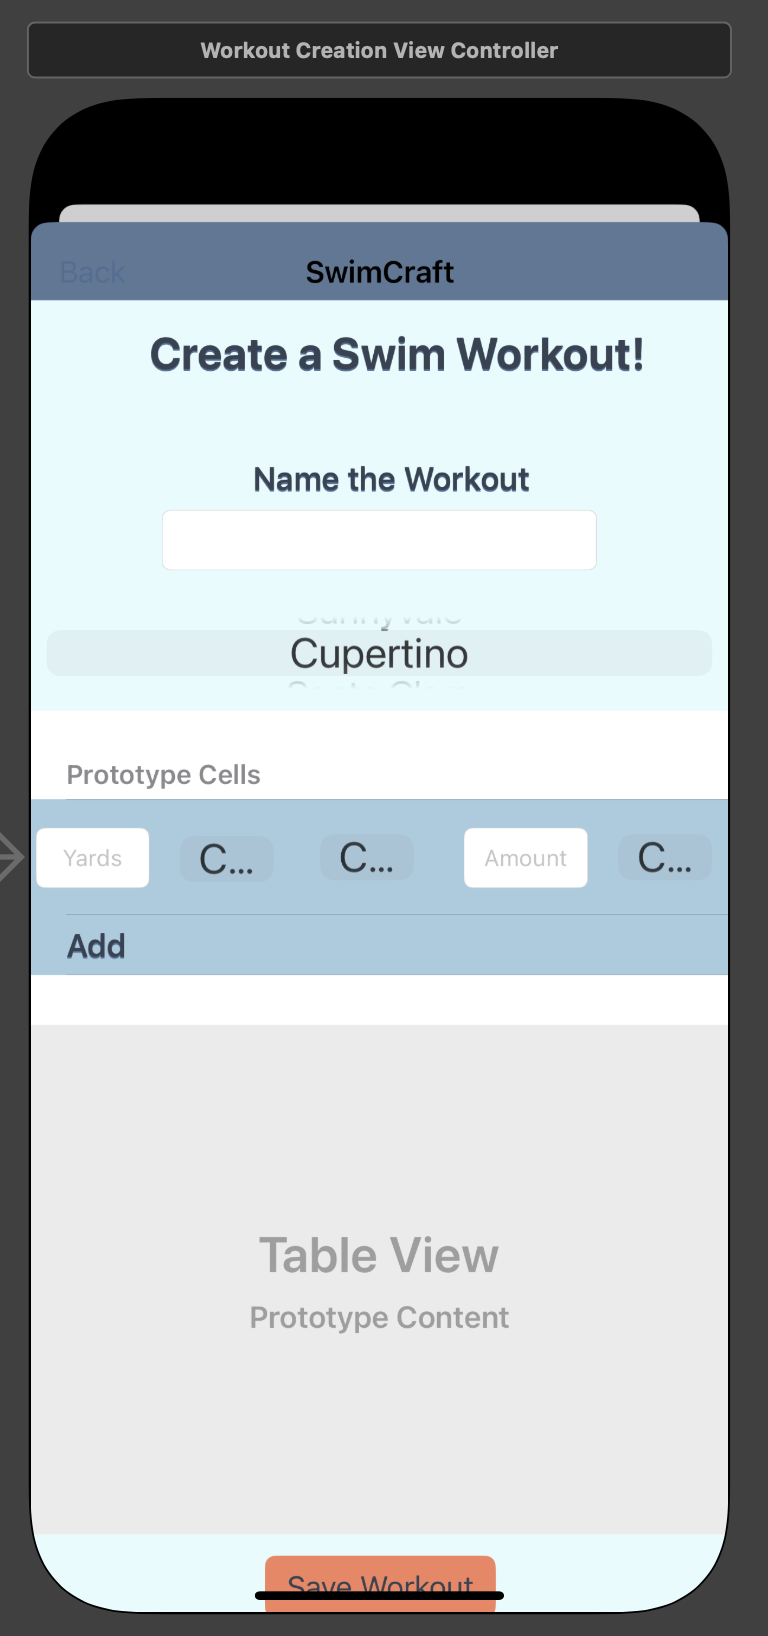 Workout Creation View Controller
Back SwimCraft
Create a Swim Workout!
Name the Workout
Sunnyvale
Cupertino
Prototype Cells
Yards C... C... Amount C...
Add
Table View
Prototype Content
Save Workout